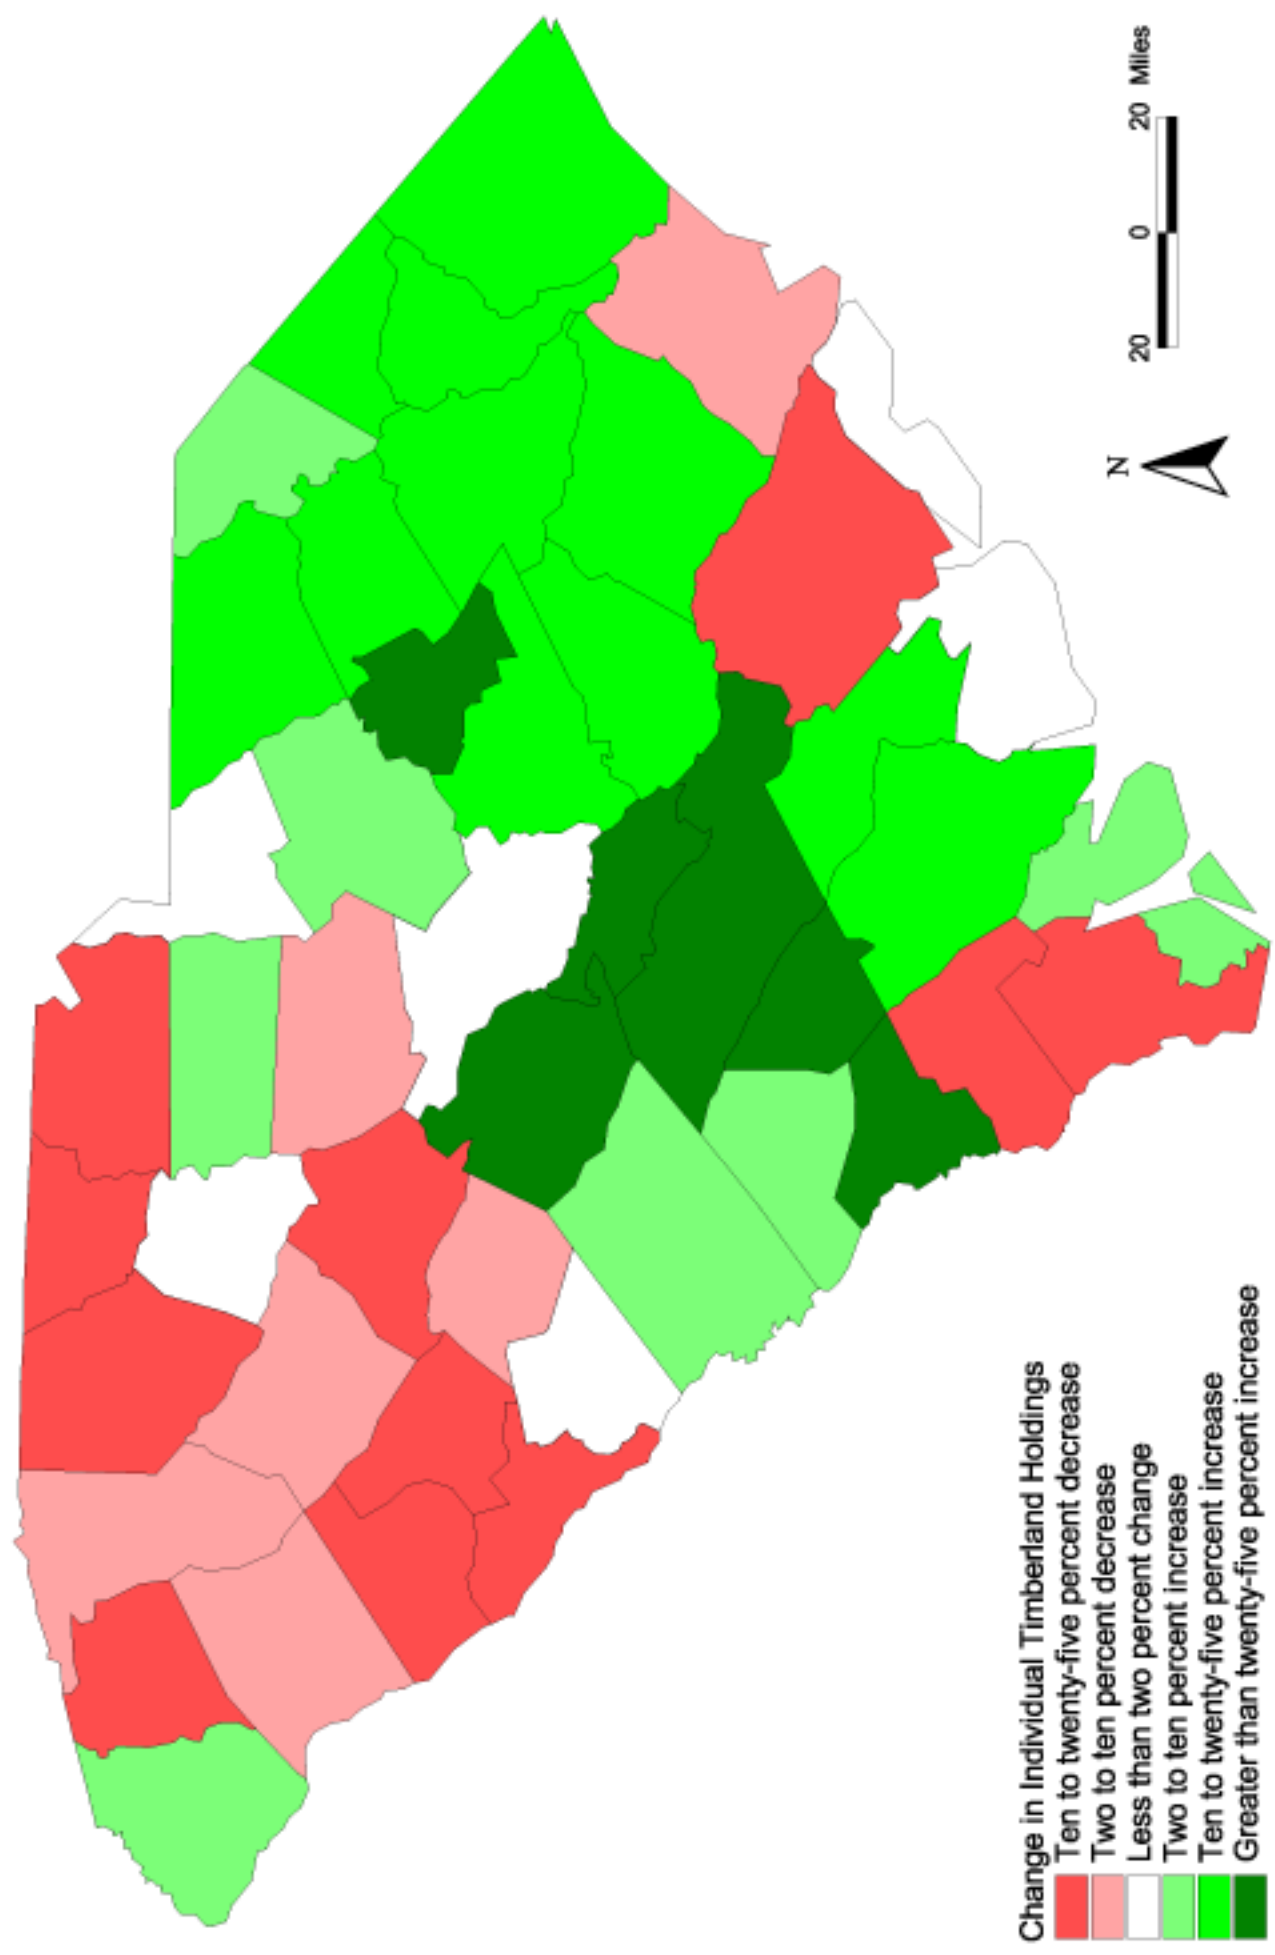 Change in Individual Timberland Holdings
Ten to twenty-five percent decrease
Two to ten percent decrease
Less than two percent change
Two to ten percent increase
Ten to twenty-five percent increase
Greater than twenty-five percent increase
N
20 0 20 Miles